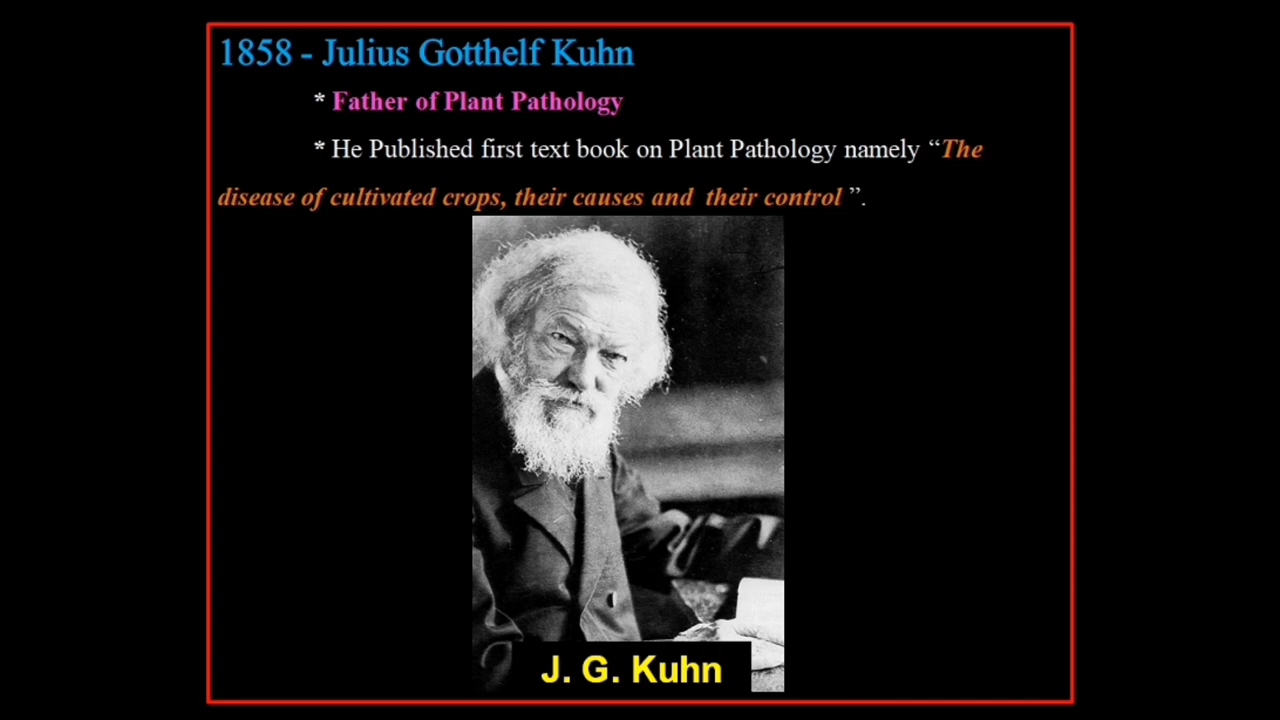 1858 - Julius Gotthelf Kuhn
* Father of Plant Pathology
* He Published first text book on Plant Pathology namely “The
disease of cultivated crops, their causes and their control ”.
J. G. Kuhn